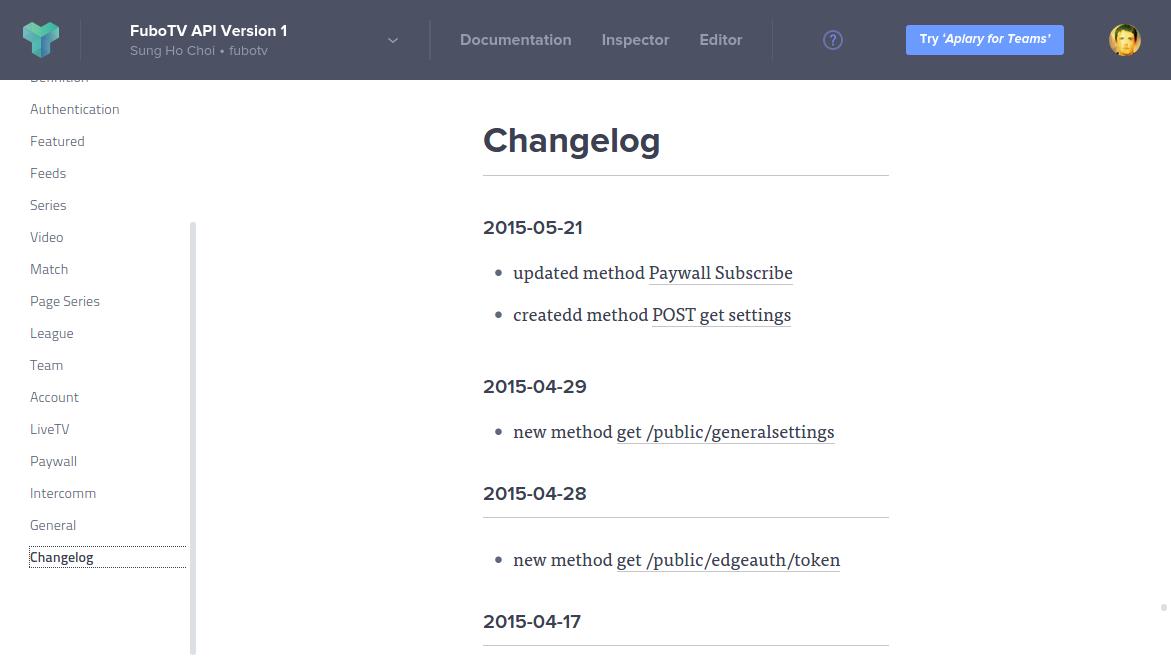 FuboTV API Version 1
Sung Ho Choi • fubotv
Documentation
Inspector
Editor
?
Try ‘Apiary for Teams’
Definition
Authentication
Featured
Feeds
Series
Video
Match
Page Series
League
Team
Account
LiveTV
Paywall
Intercomm
General
Changelog
Changelog
2015-05-21
• updated method Paywall Subscribe
• createdd method POST get settings
2015-04-29
• new method get /public/generalsettings
2015-04-28
• new method get /public/edgeauth/token
2015-04-17